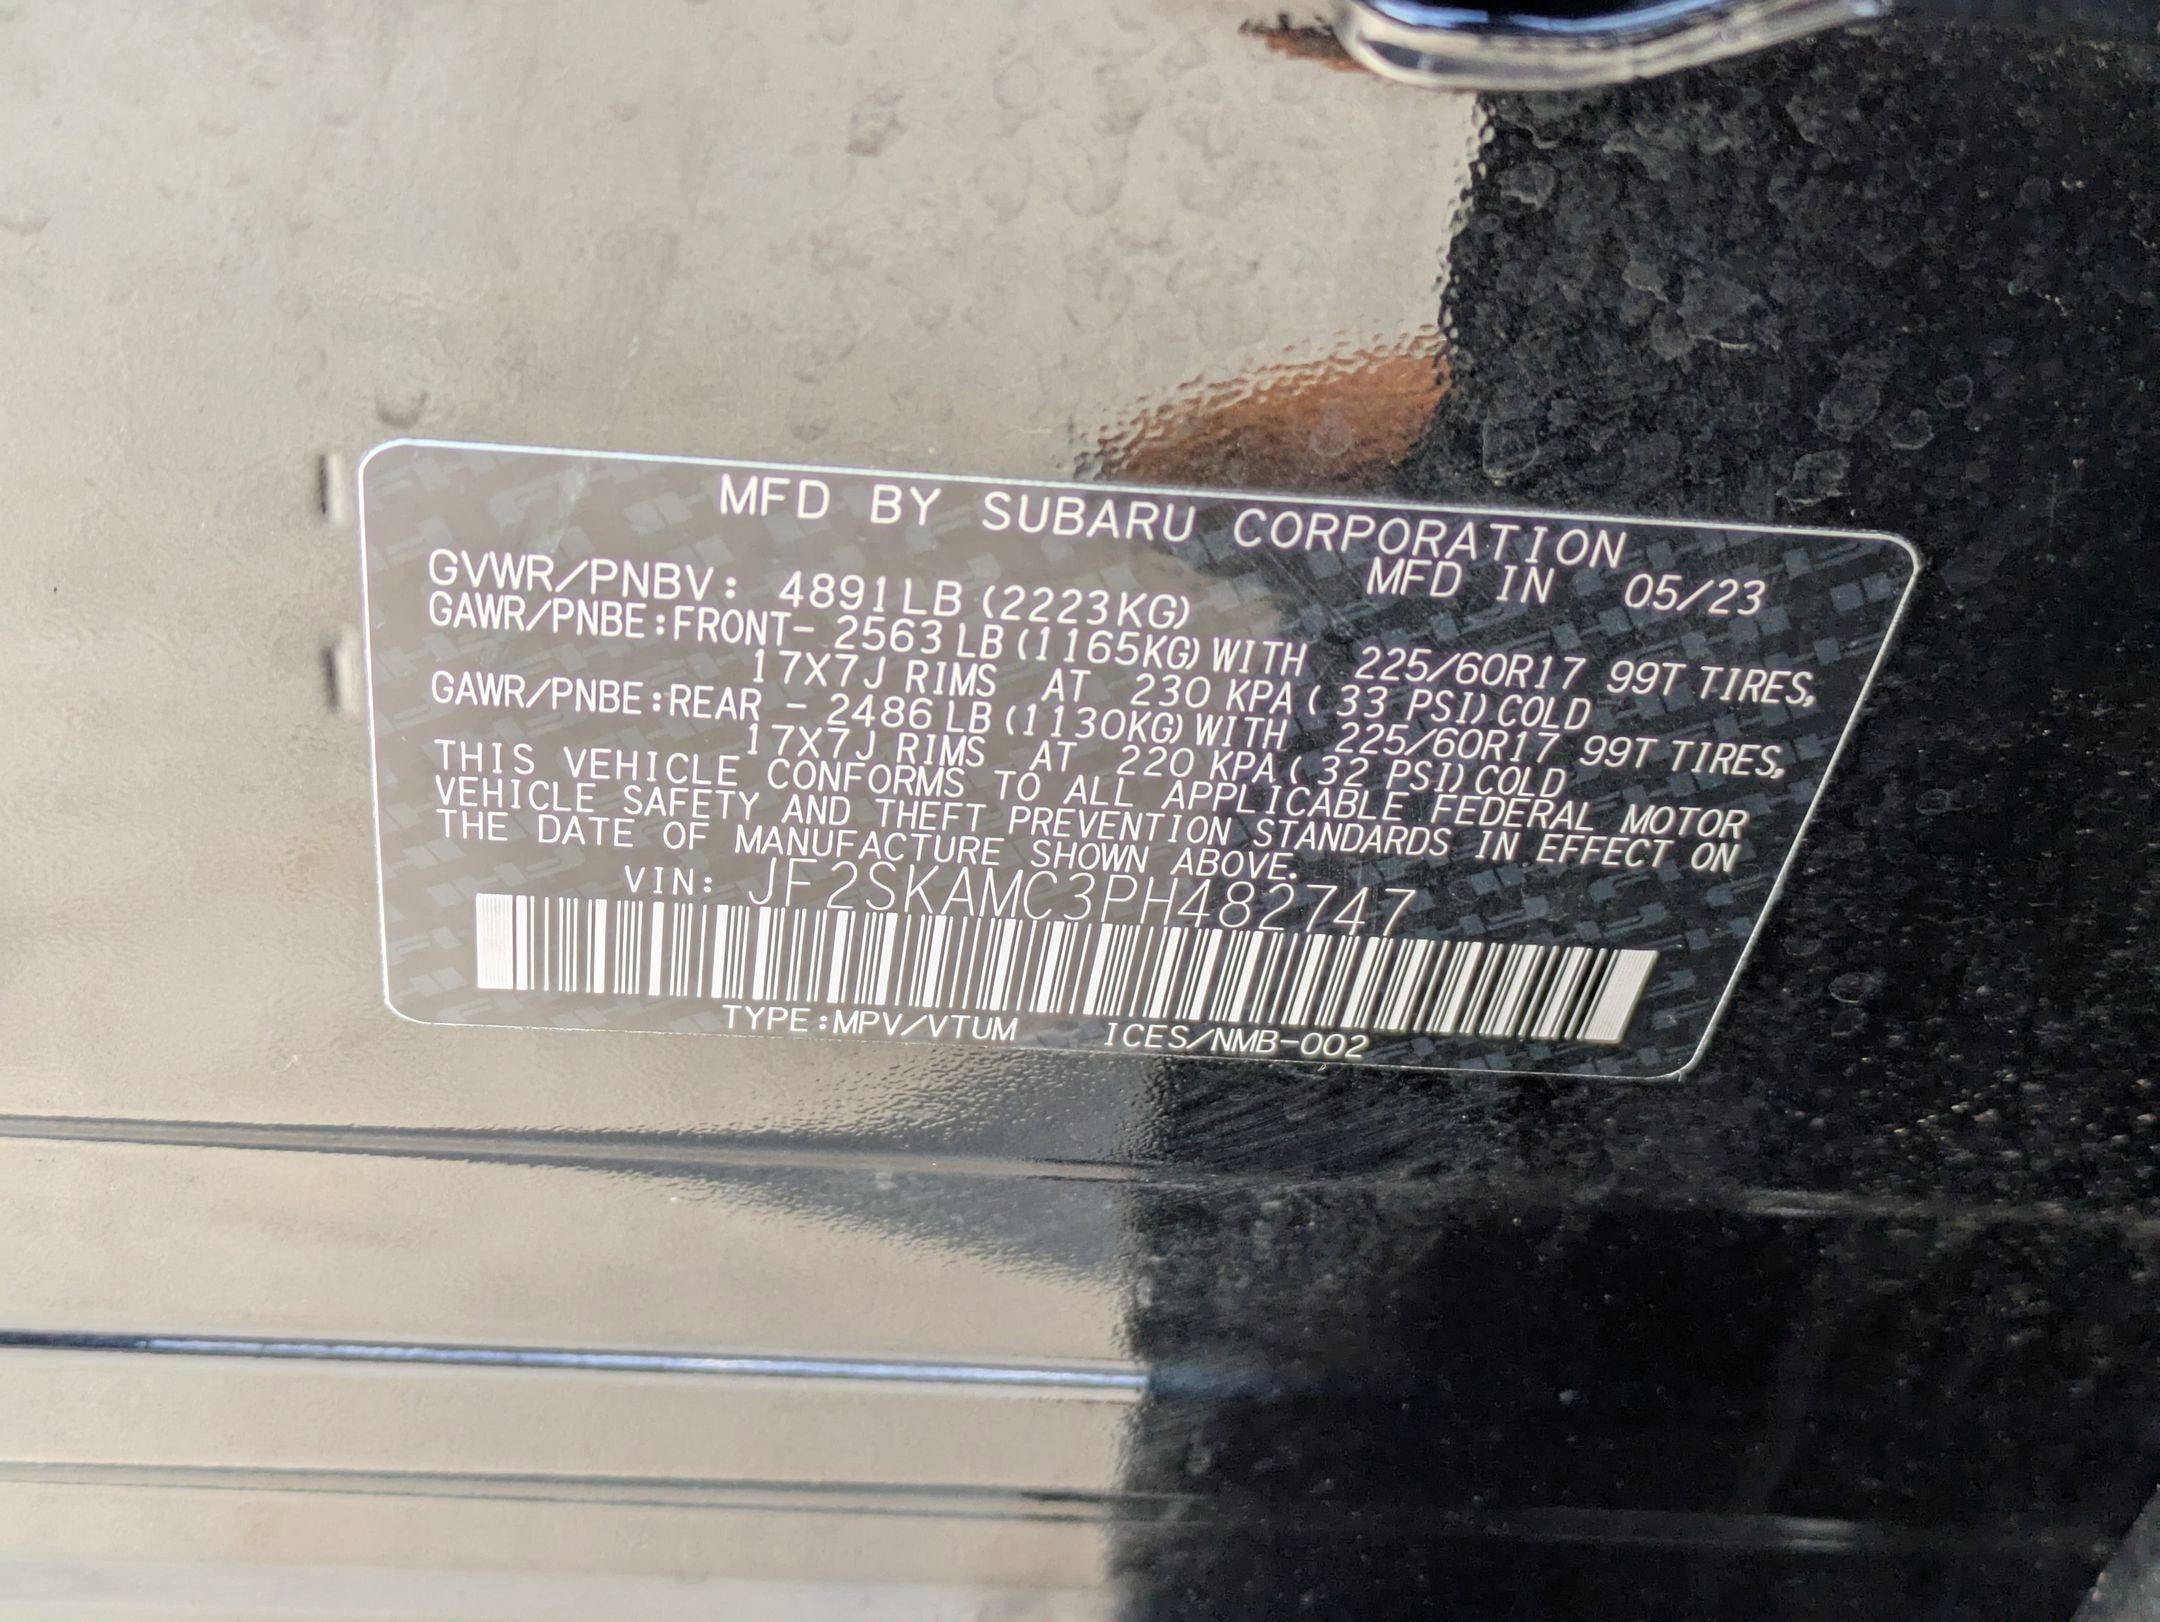 MFD BY SUBARU CORPORATION
GVWR/PNBV: 4891LB (2223KG) MFD IN 05/23
GAWR/PNBE:FRONT- 2563LB (1165KG) WITH 225/60R17 99T TIRES,
17X7J RIMS AT 230 KPA ( 33 PSI) COLD
GAWR/PNBE:REAR - 2486LB (1130KG) WITH 225/60R17 99T TIRES,
17X7J RIMS AT 220 KPA ( 32 PSI) COLD
THIS VEHICLE CONFORMS TO ALL APPLICABLE FEDERAL MOTOR
VEHICLE SAFETY AND THEFT PREVENTION STANDARDS IN EFFECT ON
THE DATE OF MANUFACTURE SHOWN ABOVE.
VIN: JF2SKAMC3PH482747
TYPE:MPV/VTUM ICES/NMB-002